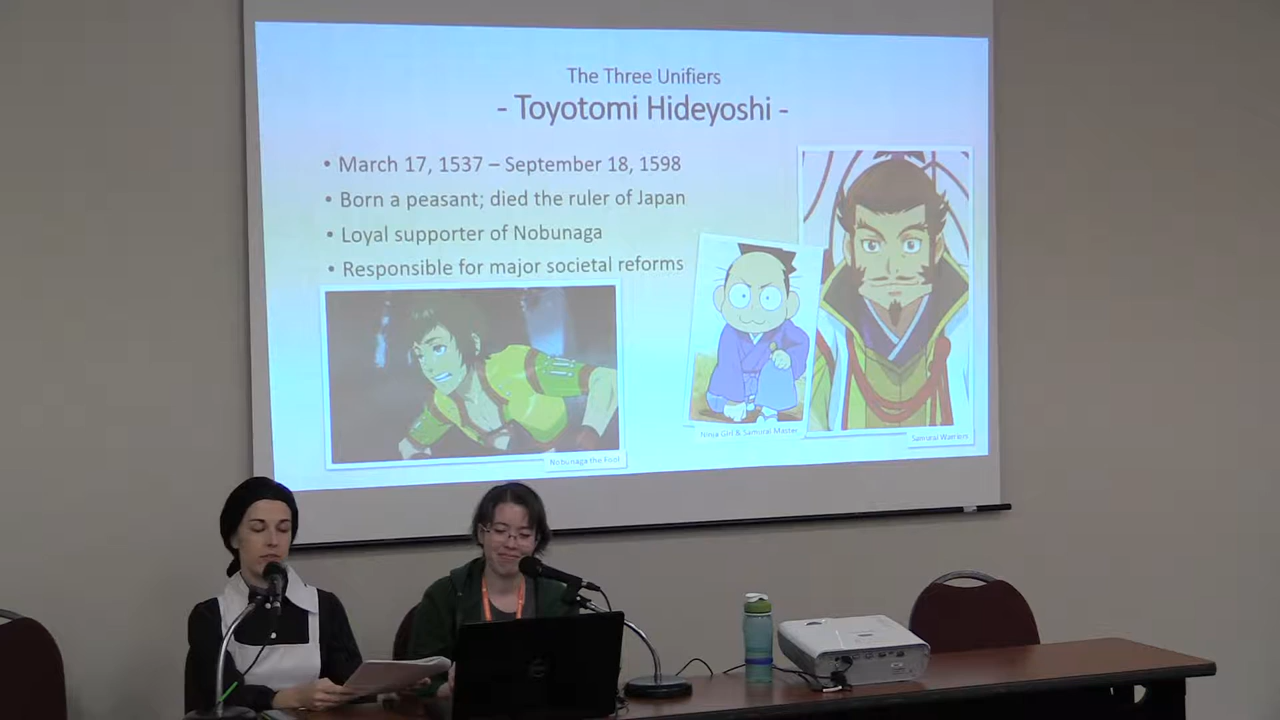 The Three Unifiers
- Toyotomi Hideyoshi -
• March 17, 1537 – September 18, 1598
• Born a peasant; died the ruler of Japan
• Loyal supporter of Nobunaga
• Responsible for major societal reforms
Nobunaga the Fool
Ninja Girl & Samurai Master
Samurai Warriors